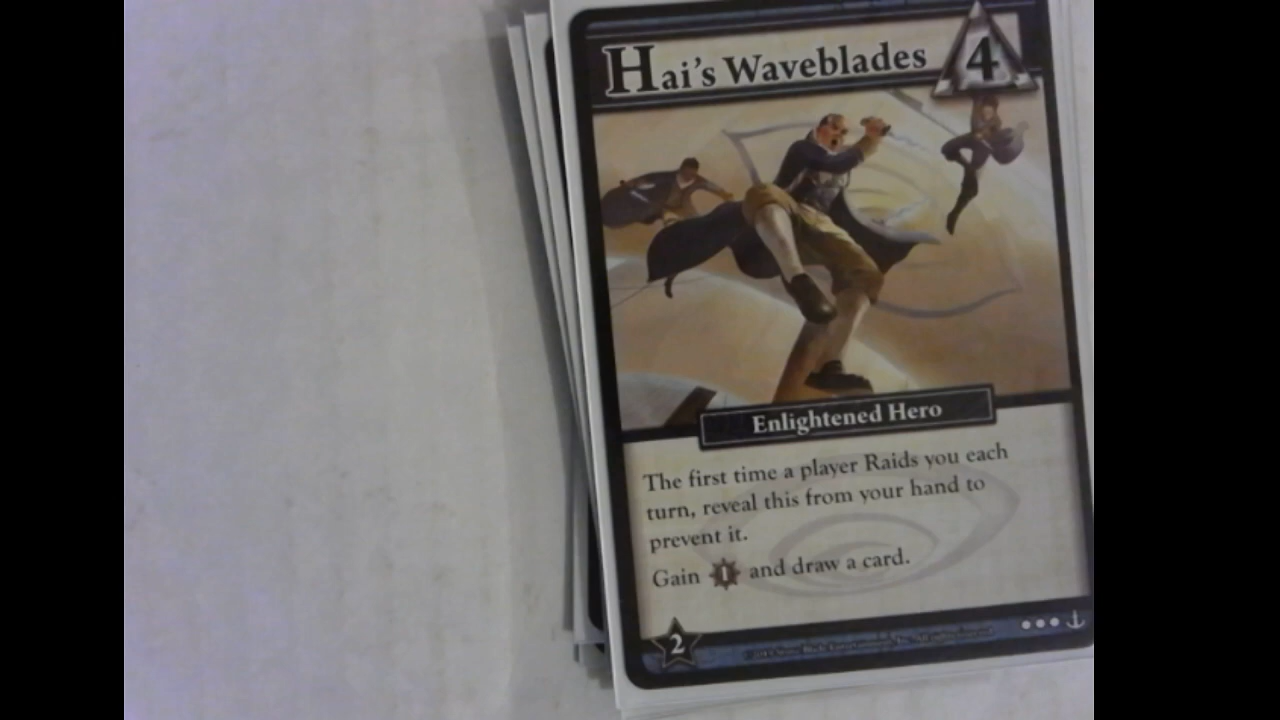 Hai's Waveblades
4
Enlightened Hero
The first time a player Raids you each
turn, reveal this from your hand to
prevent it.
Gain 1 and draw a card.
2